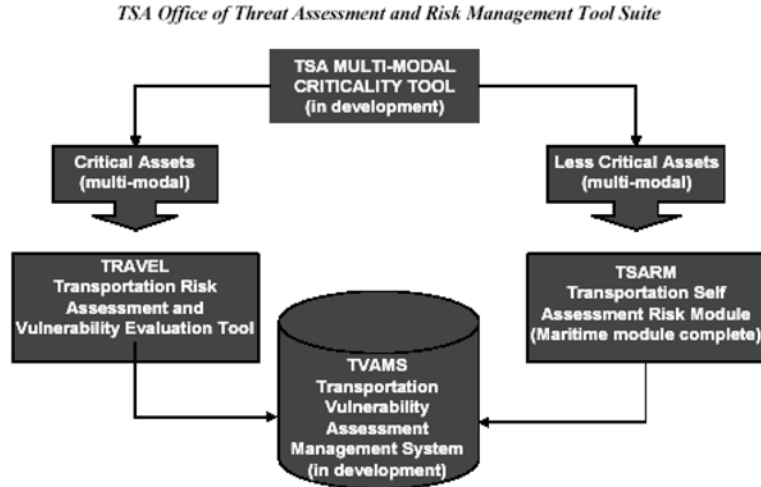 TSA Office of Threat Assessment and Risk Management Tool Suite
TSA MULTI-MODAL
CRITICALITY TOOL
(in development)
Critical Assets
(multi-modal)
Less Critical Assets
(multi-modal)
TRAVEL
Transportation Risk
Assessment and
Vulnerability Evaluation Tool
TSARM
Transportation Self
Assessment Risk Module
(Maritime module complete)
TVAMS
Transportation
Vulnerability
Assessment
Management System
(in development)